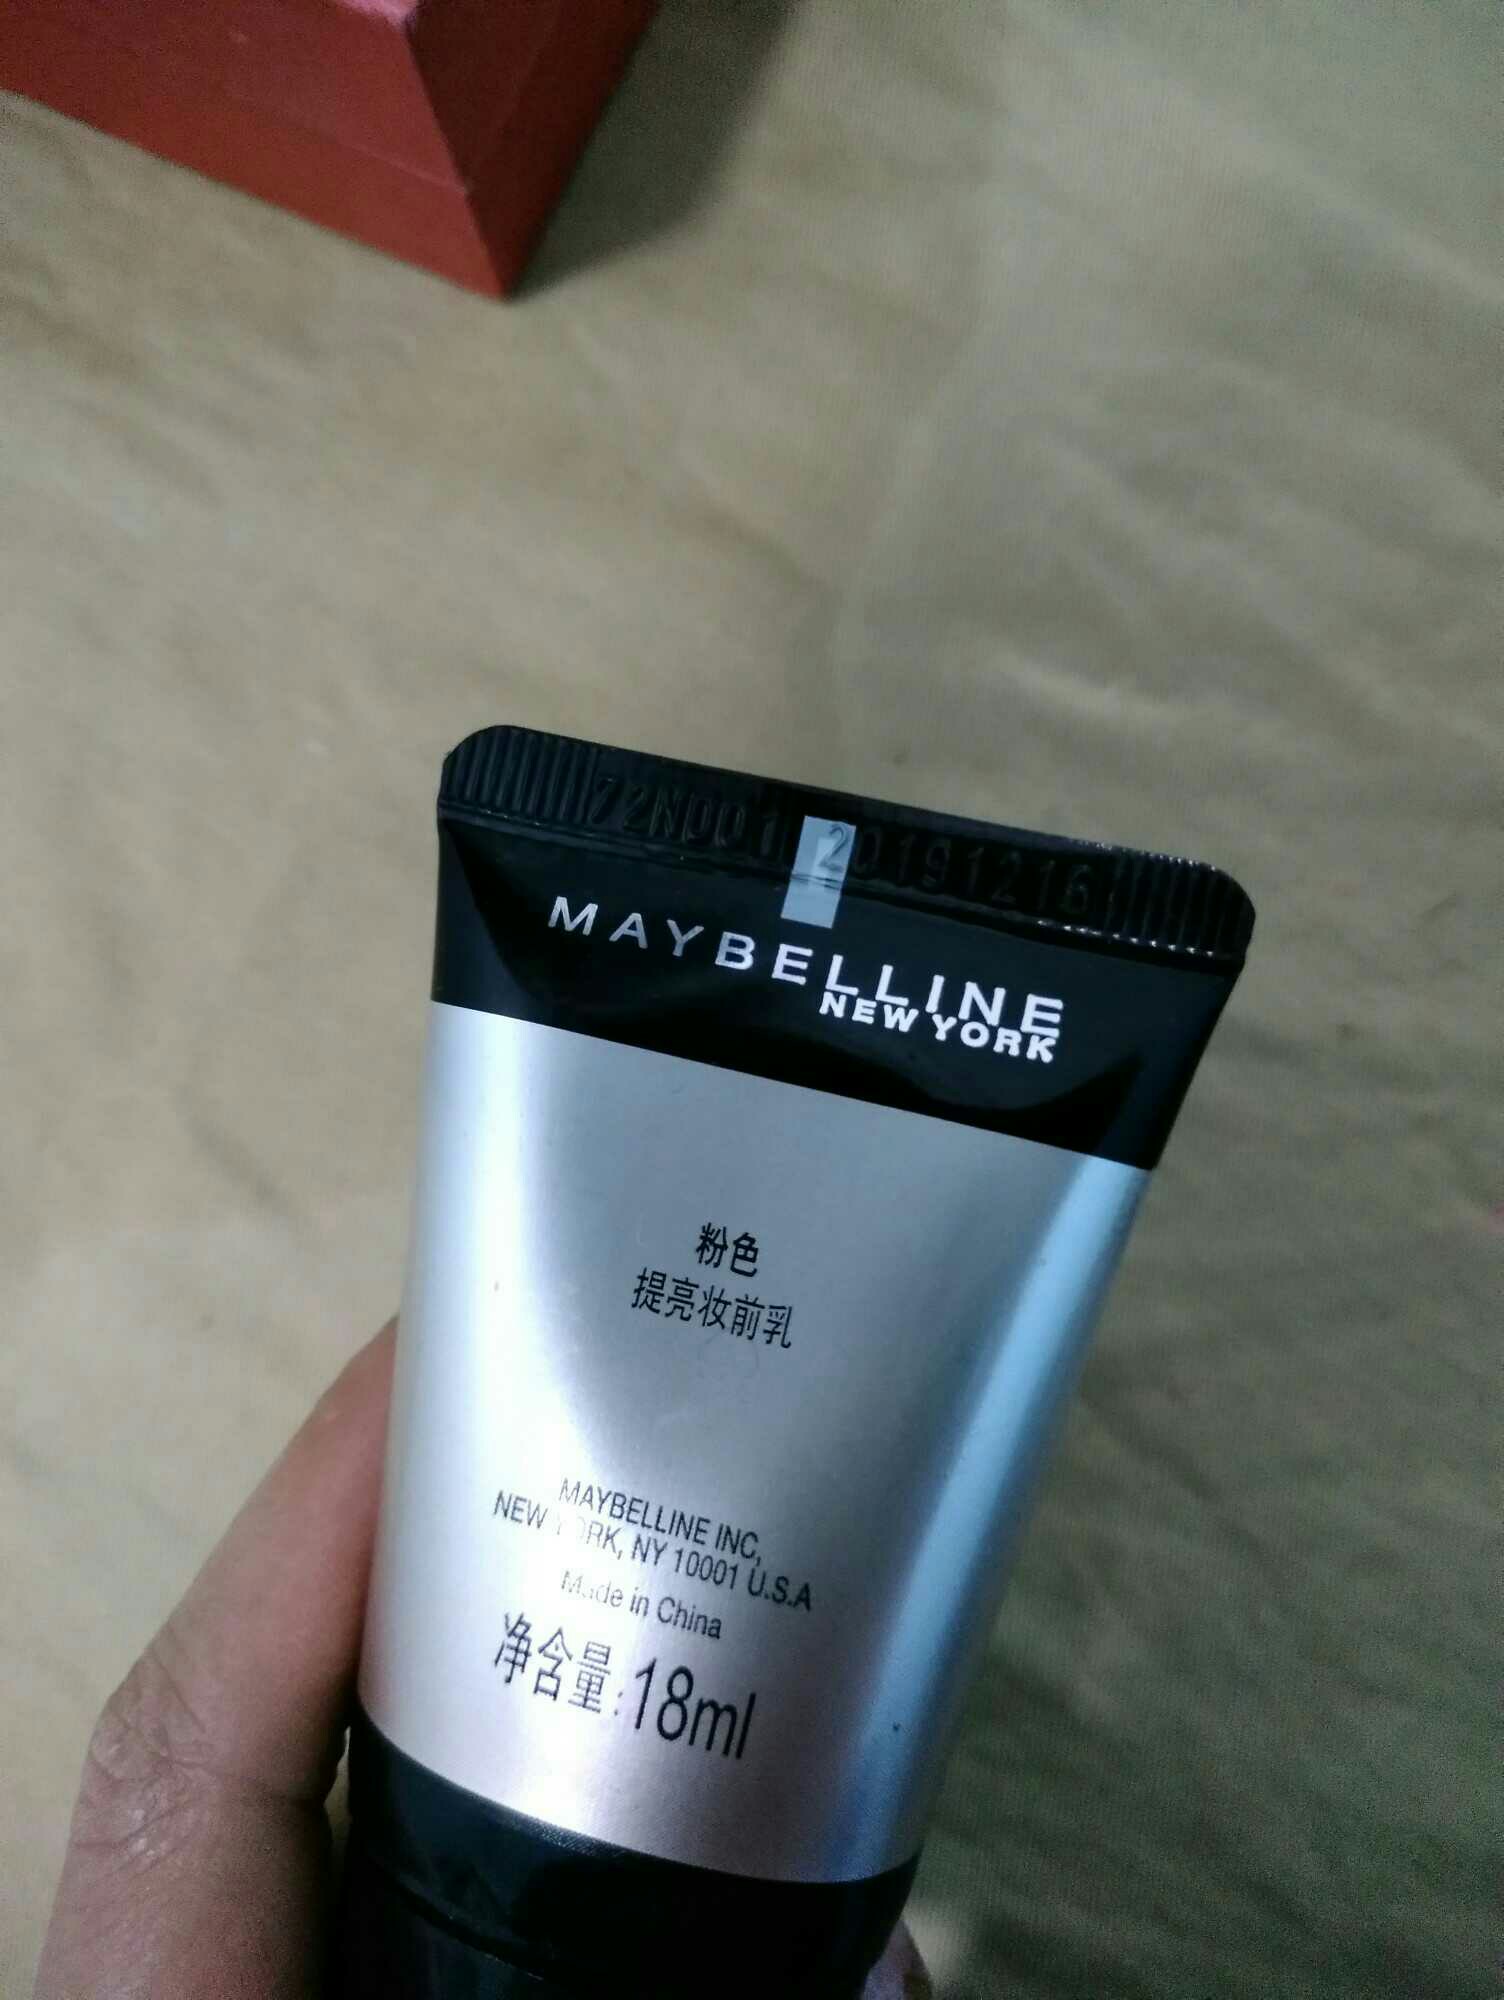 72N001 20191216
MAYBELLINE
NEW YORK
粉色
提亮妆前乳
MAYBELLINE INC,
NEW YORK, NY 10001 U.S.A
Made in China
净含量:18ml